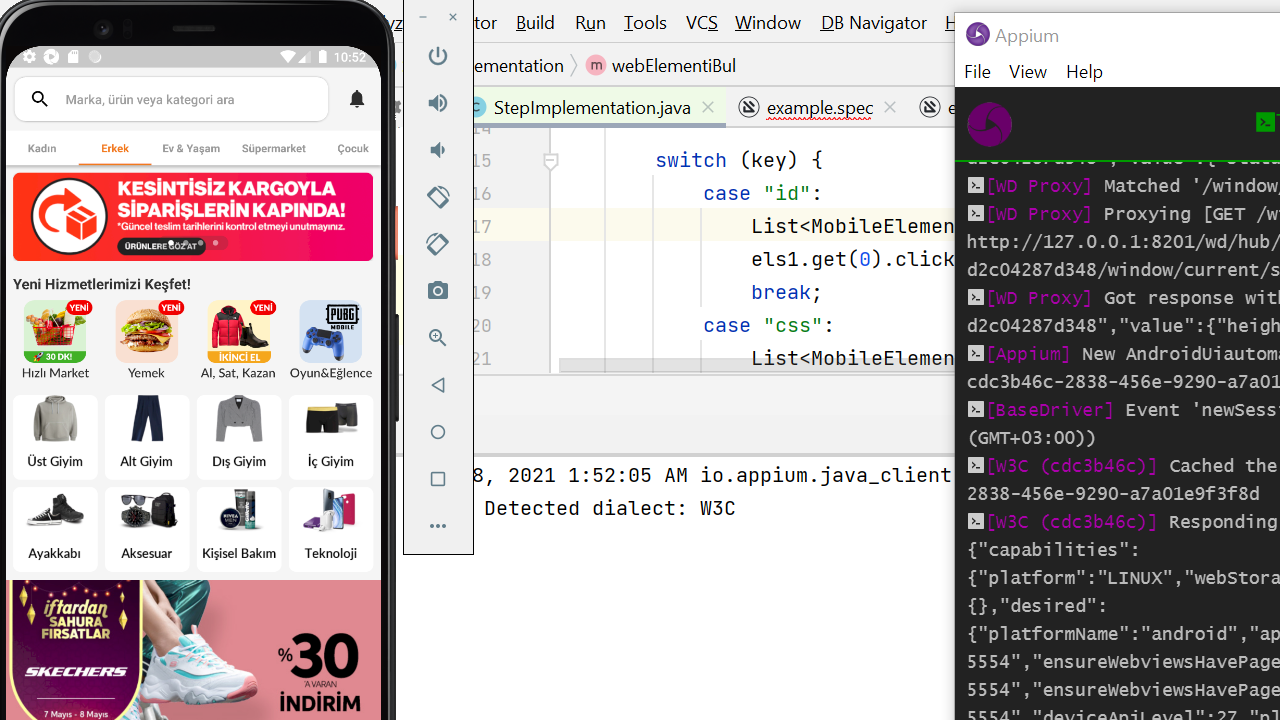 10:52
Marka, ürün veya kategori ara
Kadın
Erkek
Ev & Yaşam
Süpermarket
Çocuk
KESİNTİSİZ KARGOYLA
SİPARİŞLERİN KAPINDA!
*Güncel teslim tarihlerini kontrol etmeyi unutmayınız.
ÜRÜNLERE GÖZ AT
Yeni Hizmetlerimizi Keşfet!
YENİ
30 DK!
Hızlı Market
YENİ
Yemek
YENİ
İKİNCİ EL
Al, Sat, Kazan
PUBG
MOBILE
Oyun&Eğlence
Üst Giyim
Alt Giyim
Dış Giyim
İç Giyim
NIVEA
MEN
Ayakkabı
Aksesuar
Kişisel Bakım
Teknoloji
iftardan
SAHURA
FIRSATLAR
SKECHERS
7 Mayıs - 8 Mayıs
%30
'A VARAN
İNDİRİM
Build Run Tools VCS Window DB Navigator H
ementation m webElementiBul
StepImplementation.java example.spec
14
15 switch (key) {
16 case "id":
17 List<MobileElemen
18 els1.get(0).click
19 break;
20 case "css":
21 List<MobileElemen
8, 2021 1:52:05 AM io.appium.java_client
Detected dialect: W3C
Appium
File View Help
[WD Proxy] Matched '/window/
[WD Proxy] Proxying [GET /w
http://127.0.0.1:8201/wd/hub/
d2c04287d348/window/current/s
[WD Proxy] Got response with
d2c04287d348","value":{"heigh
[Appium] New AndroidUiautoma
cdc3b46c-2838-456e-9290-a7a01
[BaseDriver] Event 'newSessi
(GMT+03:00))
[W3C (cdc3b46c)] Cached the
2838-456e-9290-a7a01e9f3f8d
[W3C (cdc3b46c)] Responding
{"capabilities":
{"platform":"LINUX","webStora
{},"desired":
{"platformName":"android","ap
5554","ensureWebviewsHavePage
5554","ensureWebviewsHavePage
5554","deviceApiLevel":27,"pl